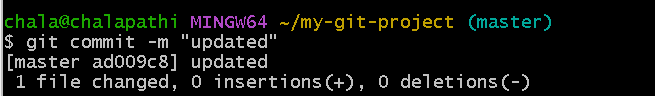 chala@chalapathi MINGW64 ~/my-git-project (master)
$ git commit -m "updated"
[master ad009c8] updated
 1 file changed, 0 insertions(+), 0 deletions(-)